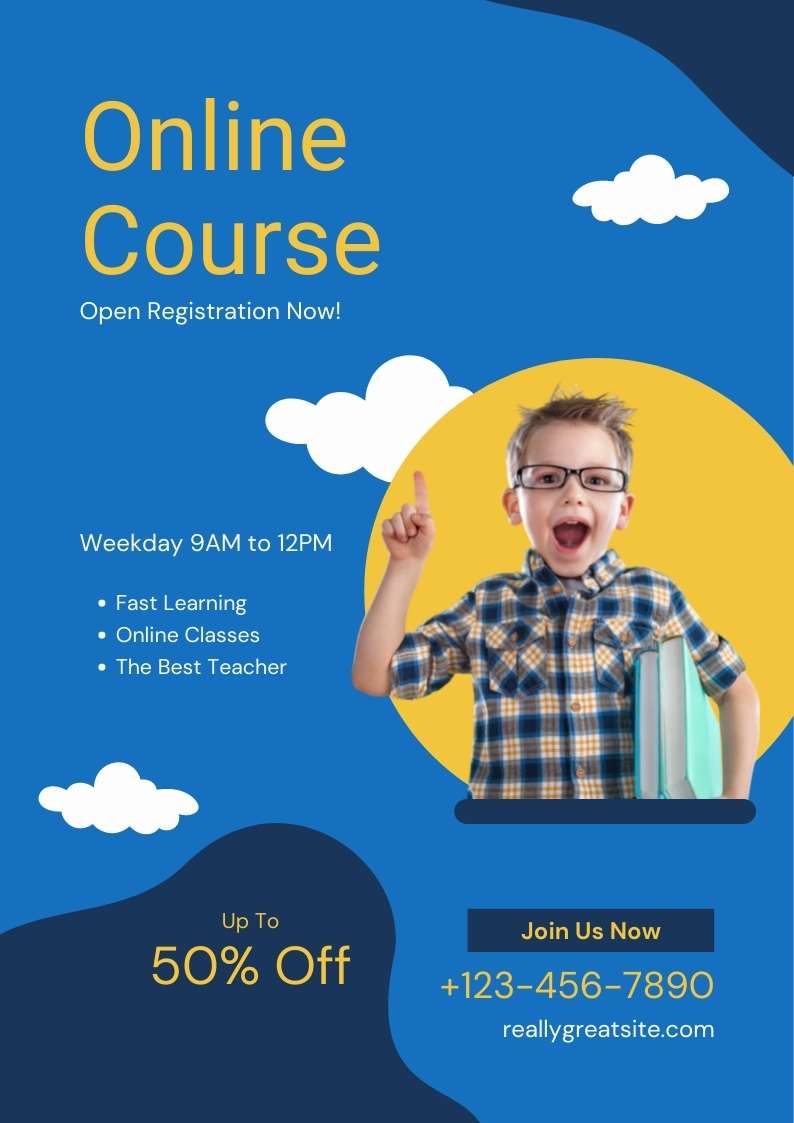 Online
Course
Open Registration Now!
Weekday 9AM to 12PM
• Fast Learning
• Online Classes
• The Best Teacher
Up To
50% Off
Join Us Now
+123-456-7890
reallygreatsite.com